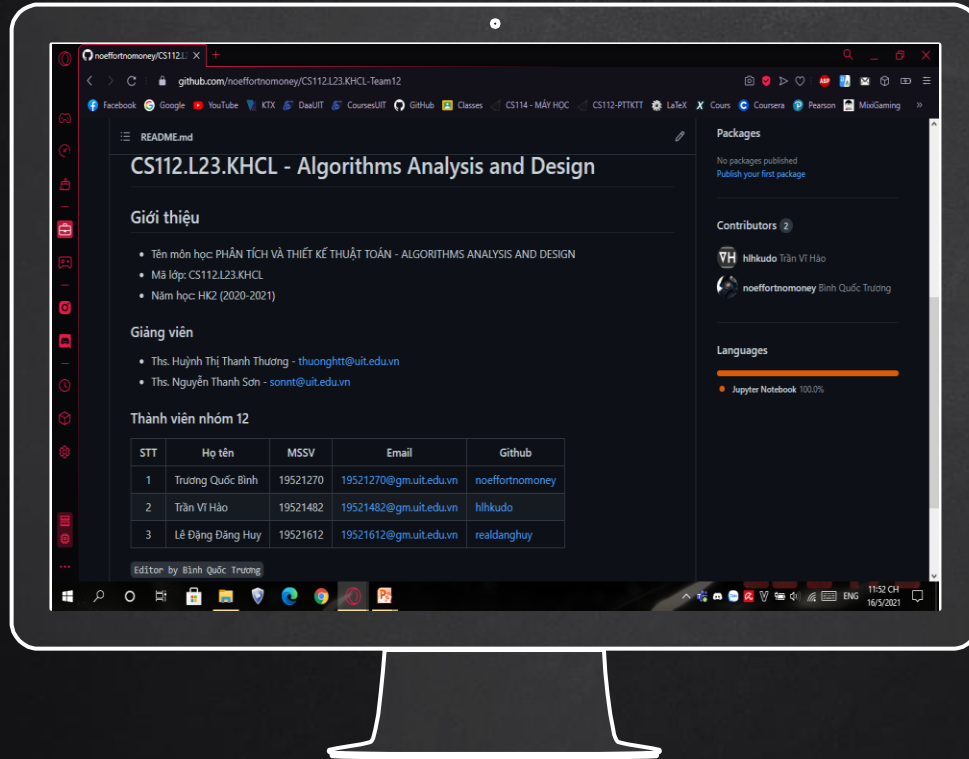 noeffortnomoney/CS112.L
github.com/noeffortnomoney/CS112.L23.KHCL-Team12
Facebook Google YouTube KTX DaaUIT CoursesUIT GitHub Classes CS114 - MÁY HỌC CS112-PTTKTT LaTeX Cours Coursera Pearson MixiGaming »
README.md
CS112.L23.KHCL - Algorithms Analysis and Design
Giới thiệu
• Tên môn học: PHÂN TÍCH VÀ THIẾT KẾ THUẬT TOÁN - ALGORITHMS ANALYSIS AND DESIGN
• Mã lớp: CS112.L23.KHCL
• Năm học: HK2 (2020-2021)
Giảng viên
• Ths. Huỳnh Thị Thanh Thương - thuonghtt@uit.edu.vn
• Ths. Nguyễn Thanh Sơn - sonnt@uit.edu.vn
Thành viên nhóm 12
STT Họ tên MSSV Email Github
1 Trương Quốc Bình 19521270 19521270@gm.uit.edu.vn noeffortnomoney
2 Trần Vĩ Hào 19521482 19521482@gm.uit.edu.vn hlhkudo
3 Lê Đặng Đăng Huy 19521612 19521612@gm.uit.edu.vn realdanghuy
Editor by Bình Quốc Trương
Packages
No packages published
Publish your first package
Contributors 2
hlhkudo Trần Vĩ Hào
noeffortnomoney Bình Quốc Trương
Languages
Jupyter Notebook 100.0%
ENG
11:52 CH
16/5/2021